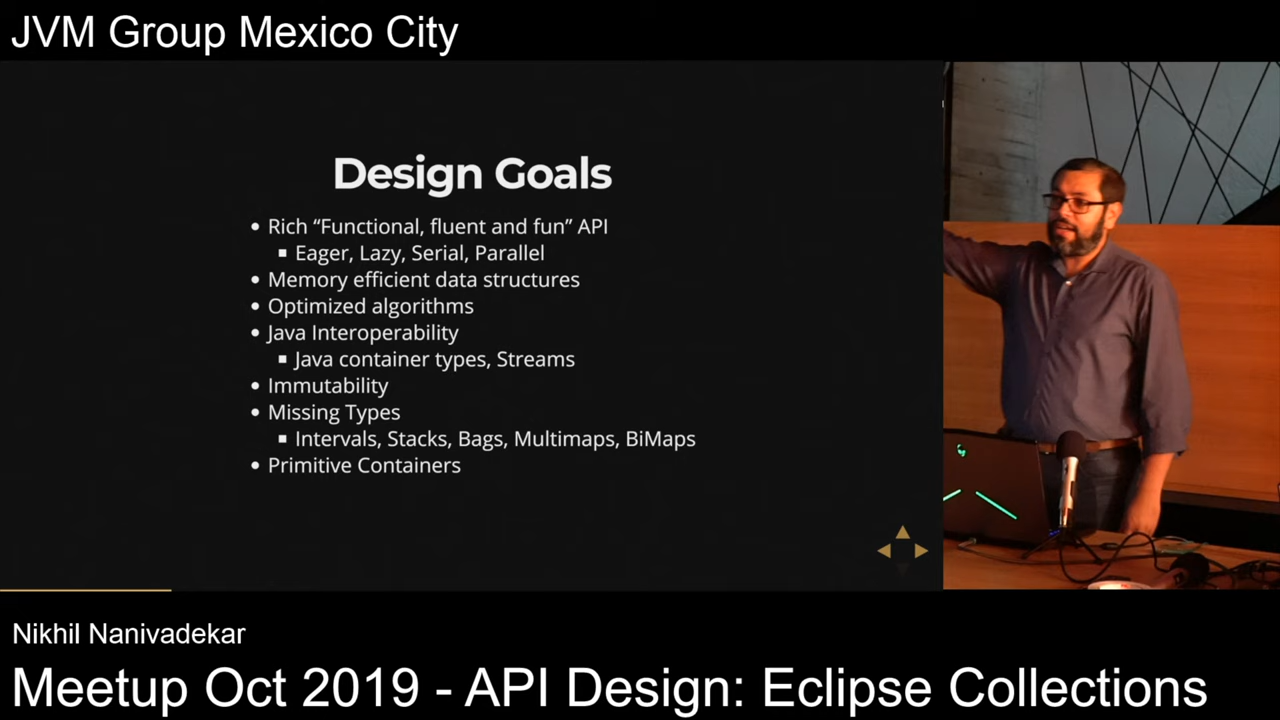 JVM Group Mexico City
Design Goals
Rich “Functional, fluent and fun” API
Eager, Lazy, Serial, Parallel
Memory efficient data structures
Optimized algorithms
Java Interoperability
Java container types, Streams
Immutability
Missing Types
Intervals, Stacks, Bags, Multimaps, BiMaps
Primitive Containers
Nikhil Nanivadekar
Meetup Oct 2019 - API Design: Eclipse Collections